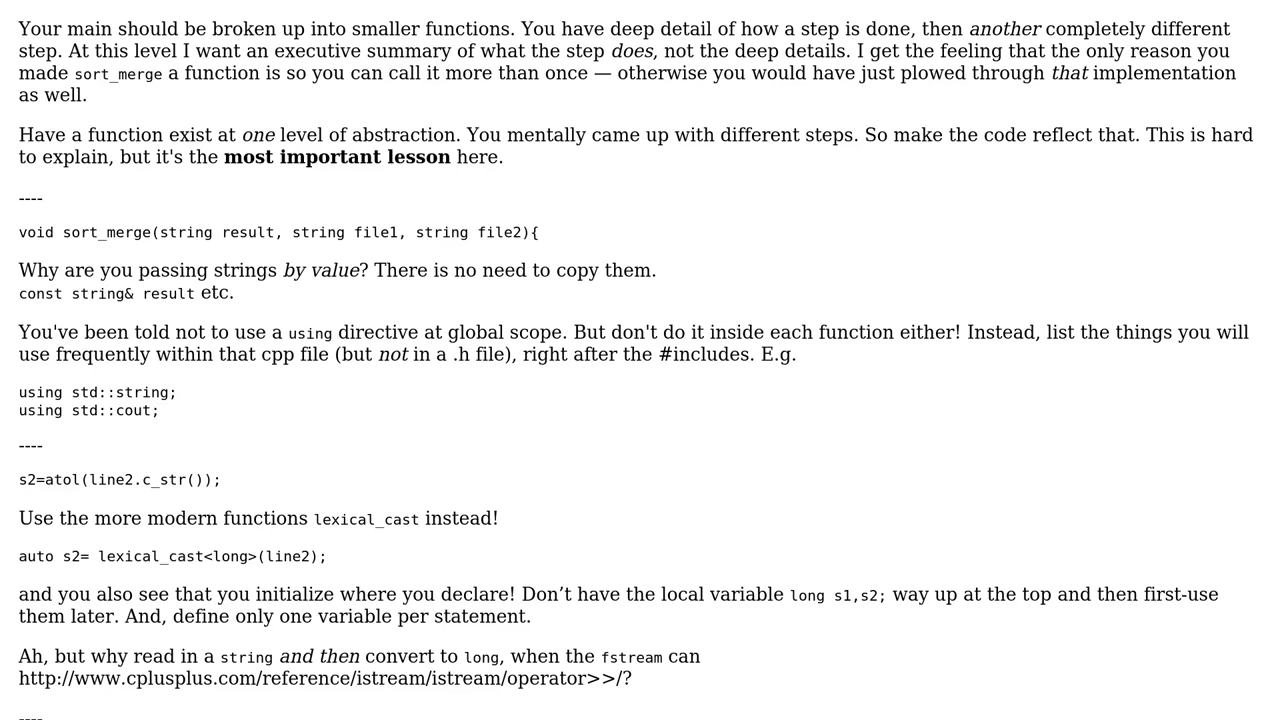 Your main should be broken up into smaller functions. You have deep detail of how a step is done, then another completely different
step. At this level I want an executive summary of what the step does, not the deep details. I get the feeling that the only reason you
made sort_merge a function is so you can call it more than once — otherwise you would have just plowed through that implementation
as well.
Have a function exist at one level of abstraction. You mentally came up with different steps. So make the code reflect that. This is hard
to explain, but it's the most important lesson here.
----
void sort_merge(string result, string file1, string file2){
Why are you passing strings by value? There is no need to copy them.
const string& result etc.
You've been told not to use a using directive at global scope. But don't do it inside each function either! Instead, list the things you will
use frequently within that cpp file (but not in a .h file), right after the #includes. E.g.
using std::string;
using std::cout;
----
s2=atol(line2.c_str());
Use the more modern functions lexical_cast instead!
auto s2= lexical_cast<long>(line2);
and you also see that you initialize where you declare! Don’t have the local variable long s1,s2; way up at the top and then first-use
them later. And, define only one variable per statement.
Ah, but why read in a string and then convert to long, when the fstream can
http://www.cplusplus.com/reference/istream/istream/operator>>/?
----